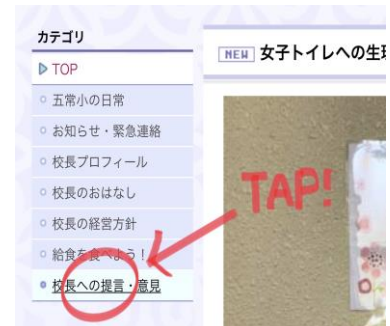 カテゴリ
TOP
五常小の日常
お知らせ・緊急連絡
校長プロフィール
校長のおはなし
校長の経営方針
給食を食べよう！
校長への提言・意見
NEW 女子トイレへの生理
TAP!